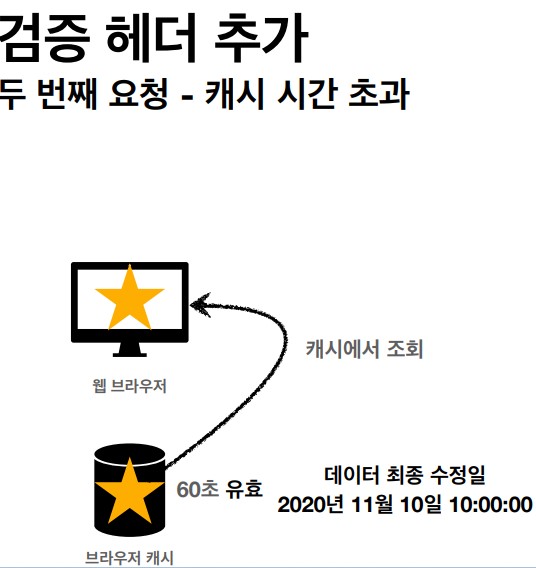 검증 헤더 추가
두 번째 요청 - 캐시 시간 초과
캐시에서 조회
웹 브라우저
60초 유효
데이터 최종 수정일
2020년 11월 10일 10:00:00
브라우저 캐시